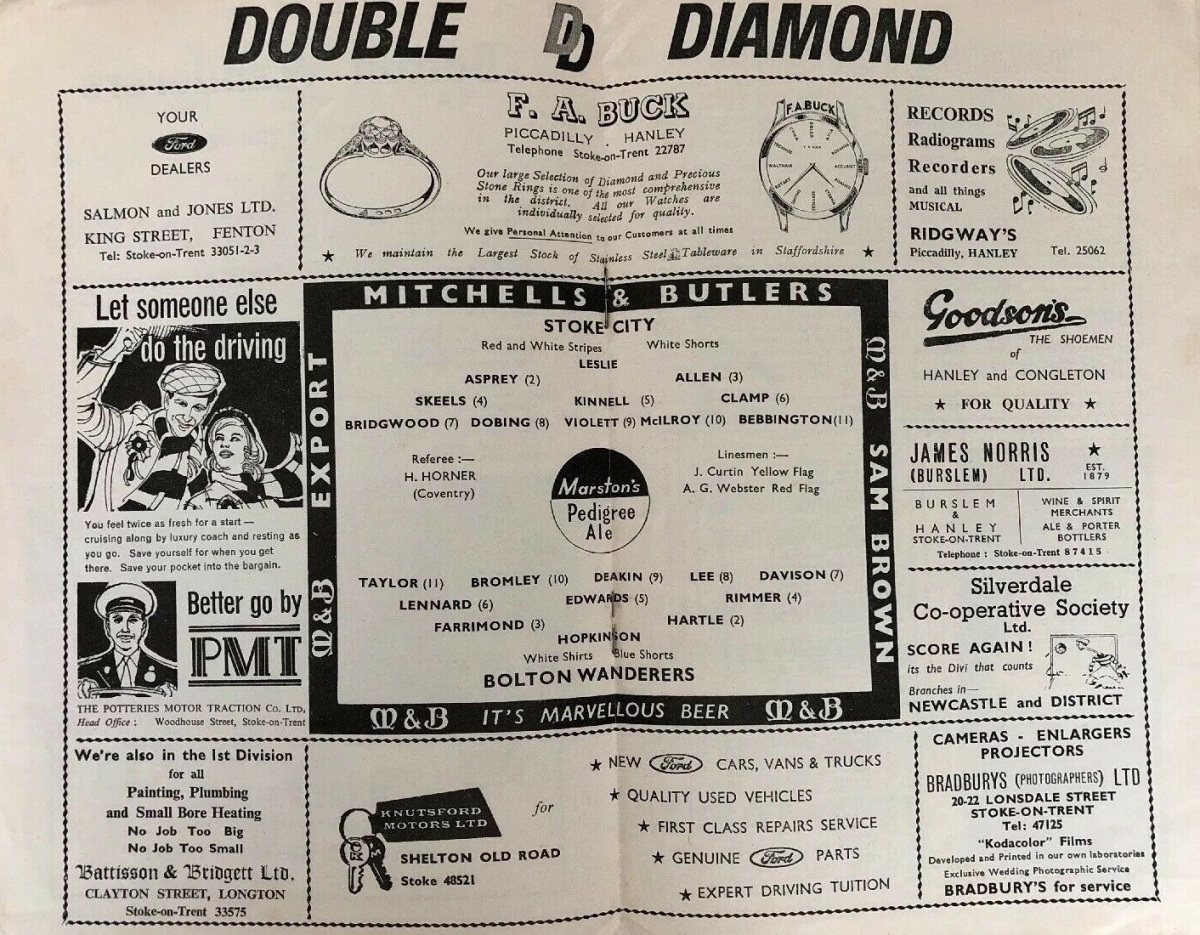 DOUBLE DD DIAMOND
YOUR
Ford
DEALERS
SALMON and JONES LTD.
KING STREET, FENTON
Tel: Stoke-on-Trent 33051-2-3
F. A. BUCK
PICCADILLY . HANLEY
Telephone Stoke-on-Trent 22787
Our large Selection of Diamond and Precious
Stone Rings is one of the most comprehensive
in the district. All our Watches are
individually selected for quality.
We give Personal Attention to our Customers at all times
★ We maintain the Largest Stock of Stainless Steel Tableware in Staffordshire ★
F.A.BUCK
RECORDS
Radiograms
Recorders
and all things
MUSICAL
RIDGWAY'S
Piccadilly, HANLEY Tel. 25062
Let someone else
do the driving
You feel twice as fresh for a start —
cruising along by luxury coach and resting as
you go. Save yourself for when you get
there. Save your pocket into the bargain.
Better go by
PMT
THE POTTERIES MOTOR TRACTION Co. LTD,
Head Office : Woodhouse Street, Stoke-on-Trent
MITCHELLS & BUTLERS
M&B EXPORT
STOKE CITY
Red and White Stripes White Shorts
LESLIE
ASPREY (2) ALLEN (3)
SKEELS (4) KINNELL (5) CLAMP (6)
BRIDGWOOD (7) DOBING (8) VIOLETT (9) McILROY (10) BEBBINGTON (11)
Referee :—
H. HORNER
(Coventry)
Marston's
Pedigree
Ale
Linesmen :—
J. Curtin Yellow Flag
A. G. Webster Red Flag
TAYLOR (11) BROMLEY (10) DEAKIN (9) LEE (8) DAVISON (7)
LENNARD (6) EDWARDS (5) RIMMER (4)
FARRIMOND (3) HARTLE (2)
HOPKINSON
White Shirts Blue Shorts
BOLTON WANDERERS
M&B SAM BROWN
M&B IT'S MARVELLOUS BEER M&B
Goodson's
THE SHOEMEN
of
HANLEY and CONGLETON
★ FOR QUALITY ★
JAMES NORRIS
(BURSLEM) LTD.
★
EST.
1879
BURSLEM
&
HANLEY
STOKE-ON-TRENT
WINE & SPIRIT
MERCHANTS
ALE & PORTER
BOTTLERS
Telephone : Stoke-on-Trent 87415
Silverdale
Co-operative Society
Ltd.
SCORE AGAIN!
its the Divi that counts
Branches in—
NEWCASTLE and DISTRICT
We're also in the 1st Division
for all
Painting, Plumbing
and Small Bore Heating
No Job Too Big
No Job Too Small
Battisson & Bridgett Ltd.
CLAYTON STREET, LONGTON
Stoke-on-Trent 33575
KNUTSFORD
MOTORS LTD
for
SHELTON OLD ROAD
Stoke 48521
★ NEW Ford CARS, VANS & TRUCKS
★ QUALITY USED VEHICLES
★ FIRST CLASS REPAIRS SERVICE
★ GENUINE Ford PARTS
★ EXPERT DRIVING TUITION
CAMERAS - ENLARGERS
PROJECTORS
BRADBURYS (PHOTOGRAPHERS) LTD
20-22 LONSDALE STREET
STOKE-ON-TRENT
Tel: 47125
"Kodacolor" Films
Developed and Printed in our own laboratories
Exclusive Wedding Photographic Service
BRADBURY'S for service